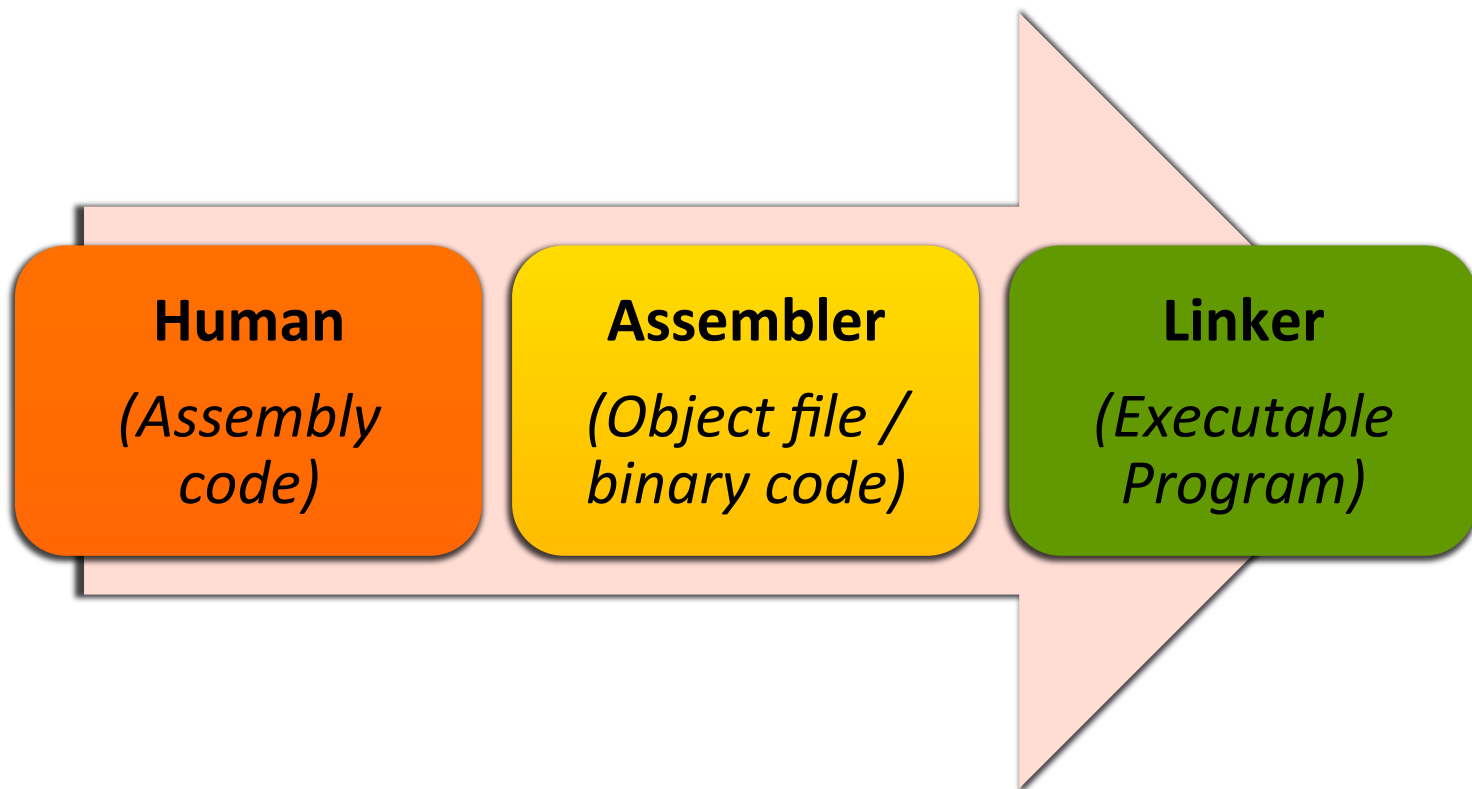 Human
(Assembly
code)
Assembler
(Object file /
binary code)
Linker
(Executable
Program)